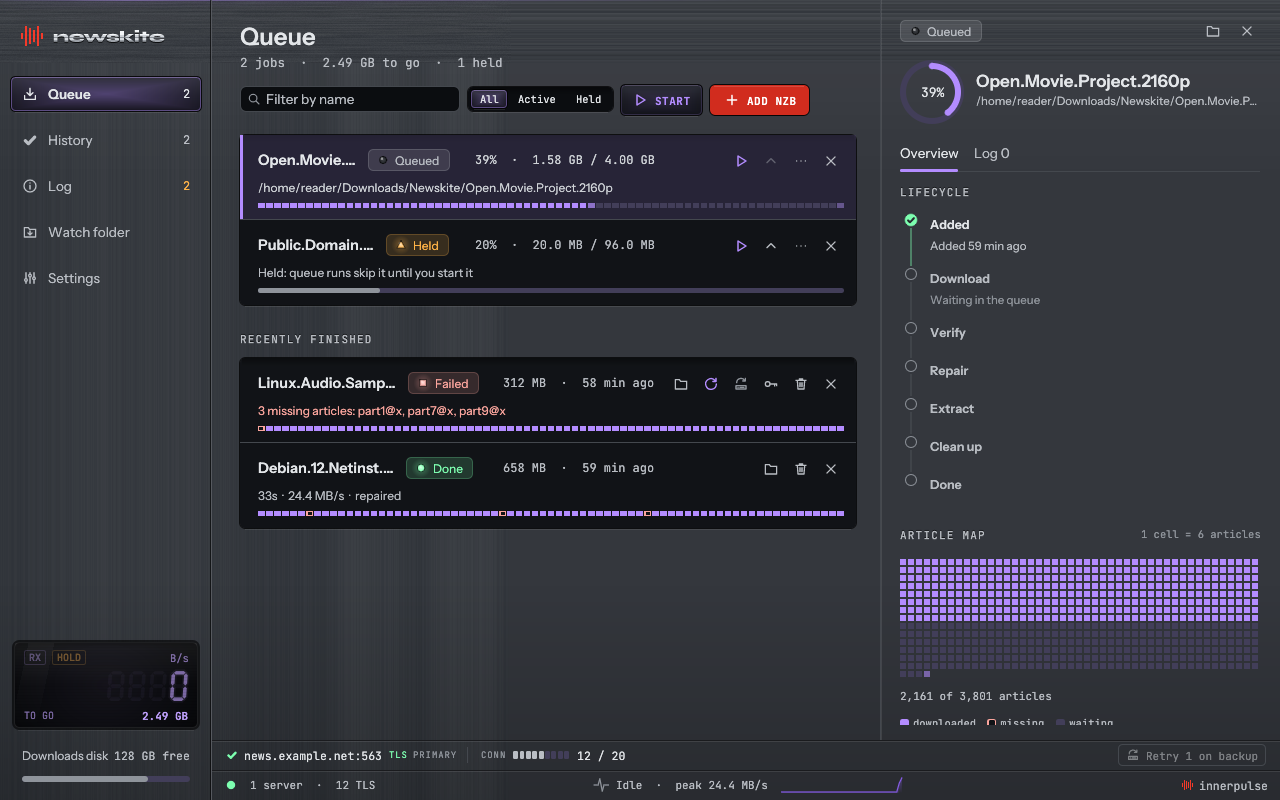 newskite
Queue 2
History 2
Log 2
Watch folder
Settings
RX HOLD B/s
0
TO GO 2.49 GB
Downloads disk 128 GB free
Queue
2 jobs · 2.49 GB to go · 1 held
Filter by name
All Active Held
START
ADD NZB
Open.Movie.... Queued 39% · 1.58 GB / 4.00 GB
/home/reader/Downloads/Newskite/Open.Movie.Project.2160p
Public.Domain.... Held 20% · 20.0 MB / 96.0 MB
Held: queue runs skip it until you start it
RECENTLY FINISHED
Linux.Audio.Samp... Failed 312 MB · 58 min ago
3 missing articles: part1@x, part7@x, part9@x
Debian.12.Netinst.... Done 658 MB · 59 min ago
33s · 24.4 MB/s · repaired
Queued
39%
Open.Movie.Project.2160p
/home/reader/Downloads/Newskite/Open.Movie.P...
Overview Log 0
LIFECYCLE
Added
Added 59 min ago
Download
Waiting in the queue
Verify
Repair
Extract
Clean up
Done
ARTICLE MAP 1 cell = 6 articles
2,161 of 3,801 articles
downloaded missing waiting
news.example.net:563 TLS PRIMARY CONN 12 / 20 Retry 1 on backup
1 server · 12 TLS Idle · peak 24.4 MB/s innerpulse